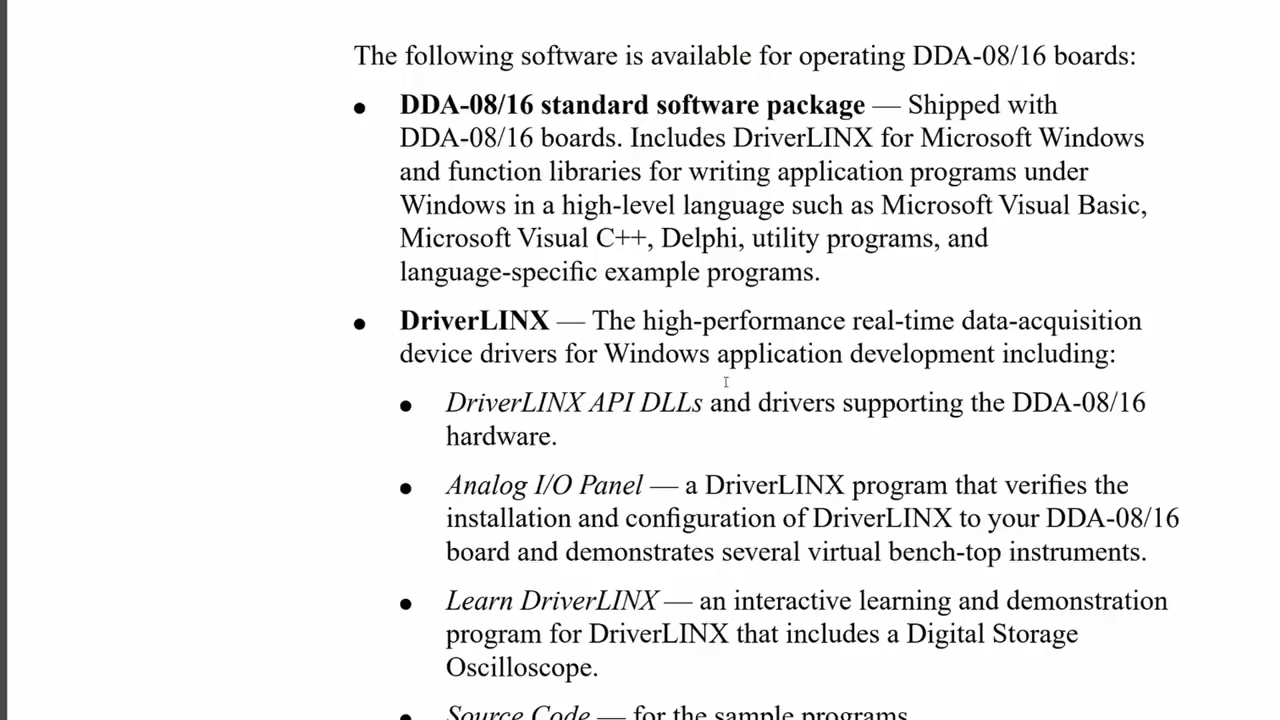 The following software is available for operating DDA-08/16 boards:
● DDA-08/16 standard software package — Shipped with
DDA-08/16 boards. Includes DriverLINX for Microsoft Windows
and function libraries for writing application programs under
Windows in a high-level language such as Microsoft Visual Basic,
Microsoft Visual C++, Delphi, utility programs, and
language-specific example programs.
● DriverLINX — The high-performance real-time data-acquisition
device drivers for Windows application development including:
● DriverLINX API DLLs and drivers supporting the DDA-08/16
hardware.
● Analog I/O Panel — a DriverLINX program that verifies the
installation and configuration of DriverLINX to your DDA-08/16
board and demonstrates several virtual bench-top instruments.
● Learn DriverLINX — an interactive learning and demonstration
program for DriverLINX that includes a Digital Storage
Oscilloscope.
● Source Code — for the sample programs.